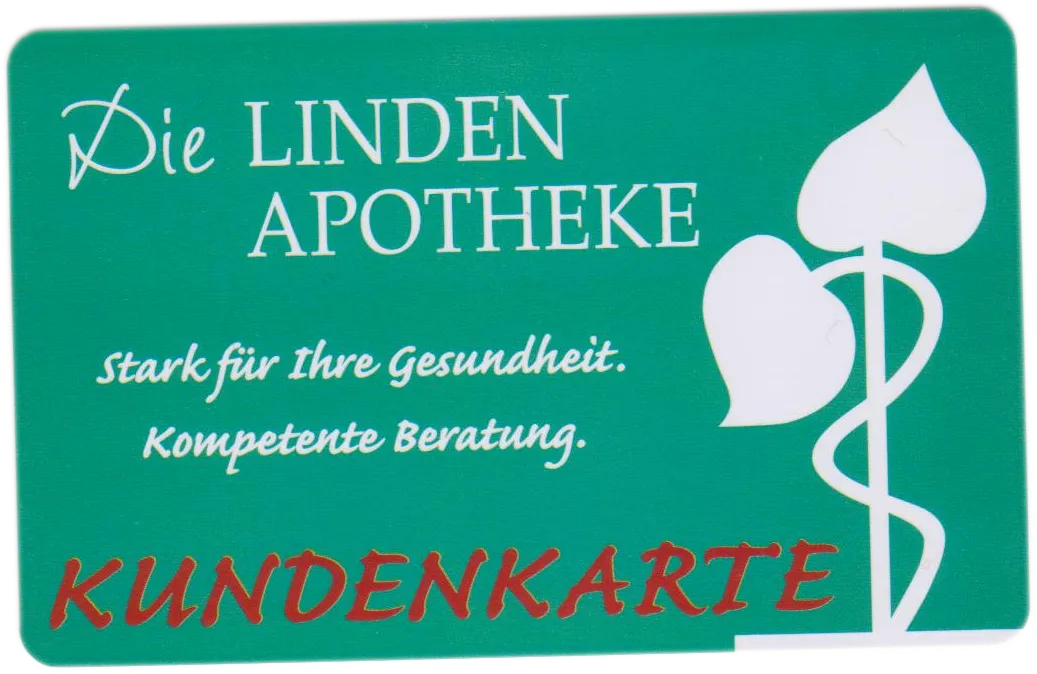 Die LINDEN
APOTHEKE
Stark für Ihre Gesundheit.
Kompetente Beratung.
KUNDENKARTE